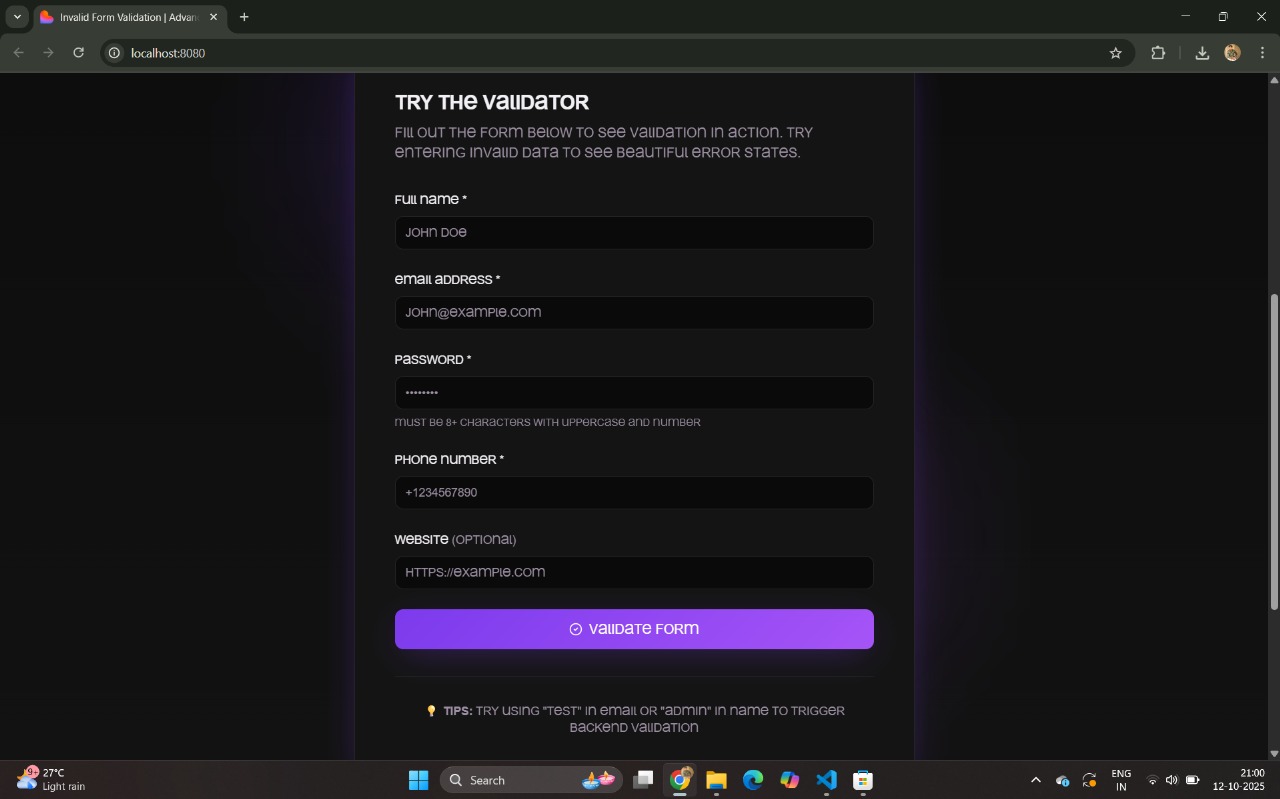 Invalid Form Validation | Advan
localhost:8080
TRY THE VALIDATOR
FILL OUT THE FORM BELOW TO SEE VALIDATION IN ACTION. TRY
ENTERING INVALID DATA TO SEE BEAUTIFUL ERROR STATES.
FULL NAME *
JOHN DOE
EMAIL ADDRESS *
JOHN@EXAMPLE.COM
PASSWORD *
••••••••
MUST BE 8+ CHARACTERS WITH UPPERCASE AND NUMBER
PHONE NUMBER *
+1234567890
WEBSITE (OPTIONAL)
HTTPS://EXAMPLE.COM
VALIDATE FORM
💡 TIPS: TRY USING "TEST" IN EMAIL OR "ADMIN" IN NAME TO TRIGGER
BACKEND VALIDATION
9+
27°C
Light rain
Search
ENG
IN
21:00
12-10-2025